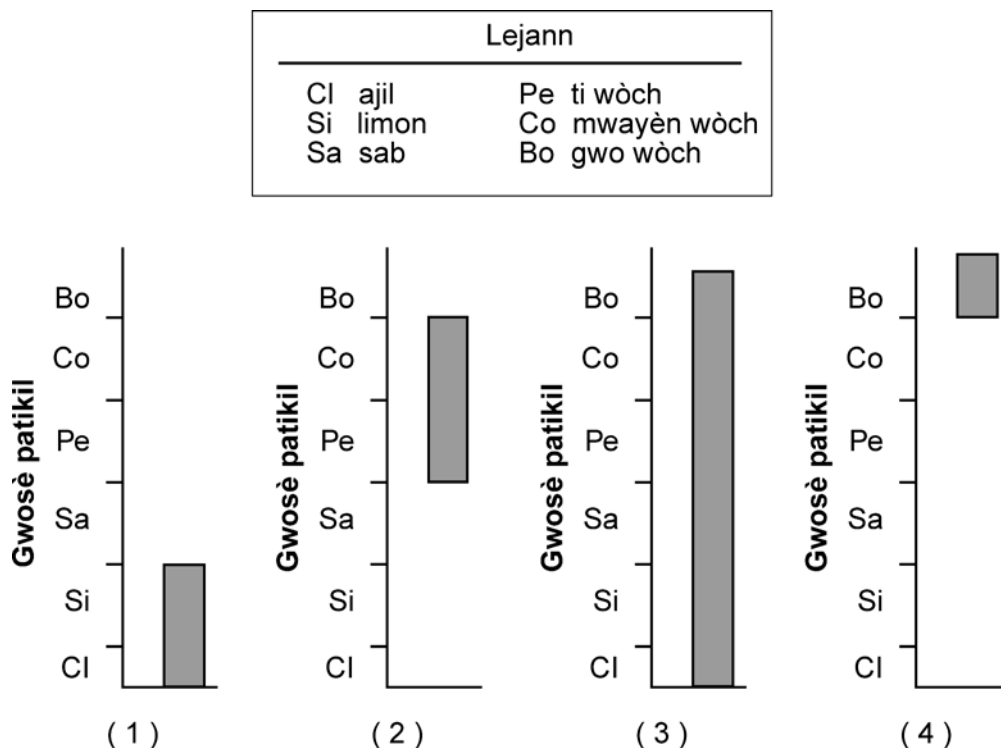 Lejann
Cl ajil
Si limon
Sa sab
Pe ti wòch
Co mwayèn wòch
Bo gwo wòch
Gwosè patikil
Bo
Co
Pe
Sa
Si
Cl
( 1 )
Gwosè patikil
Bo
Co
Pe
Sa
Si
Cl
( 2 )
Gwosè patikil
Bo
Co
Pe
Sa
Si
Cl
( 3 )
Gwosè patikil
Bo
Co
Pe
Sa
Si
Cl
( 4 )